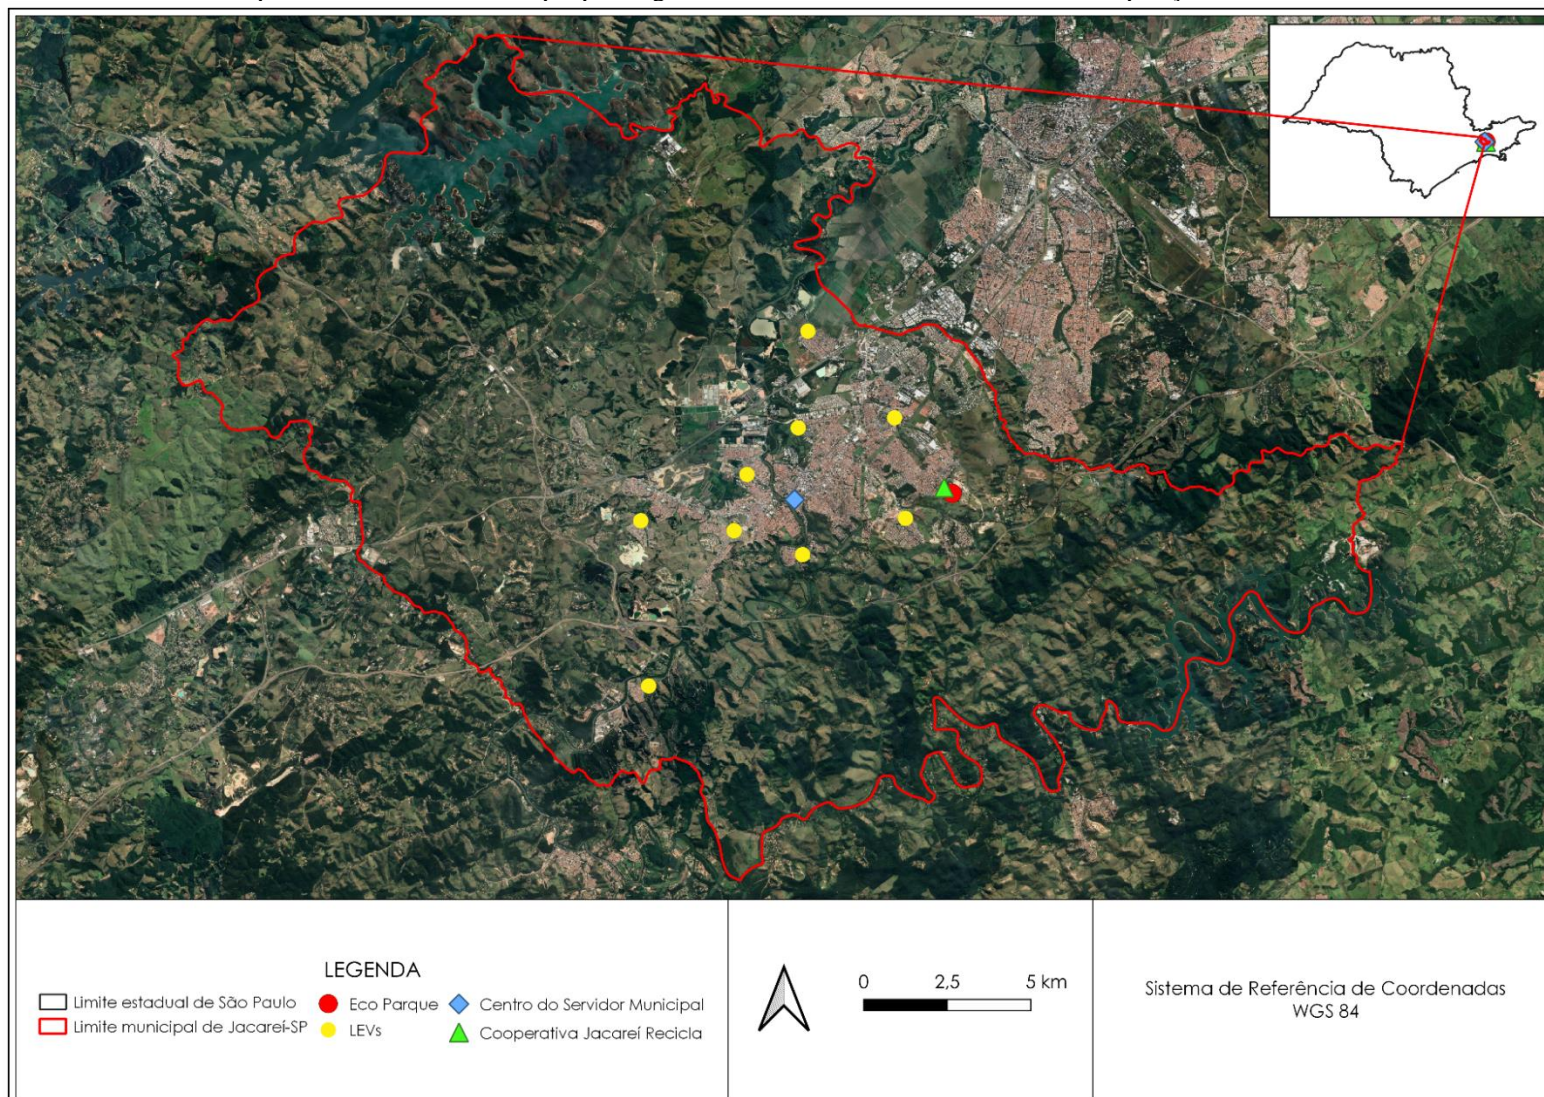 LEGENDA
Limite estadual de São Paulo
Limite municipal de Jacareí-SP
Eco Parque
LEVs
Centro do Servidor Municipal
Cooperativa Jacareí Recicla
0 2,5 5 km
Sistema de Referência de Coordenadas
WGS 84